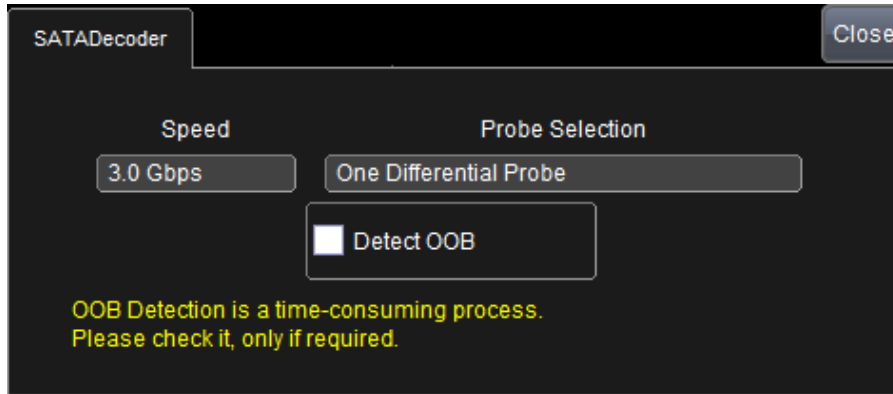 SATADecoder
Close
Speed
Probe Selection
3.0 Gbps
One Differential Probe
Detect OOB
OOB Detection is a time-consuming process.
Please check it, only if required.